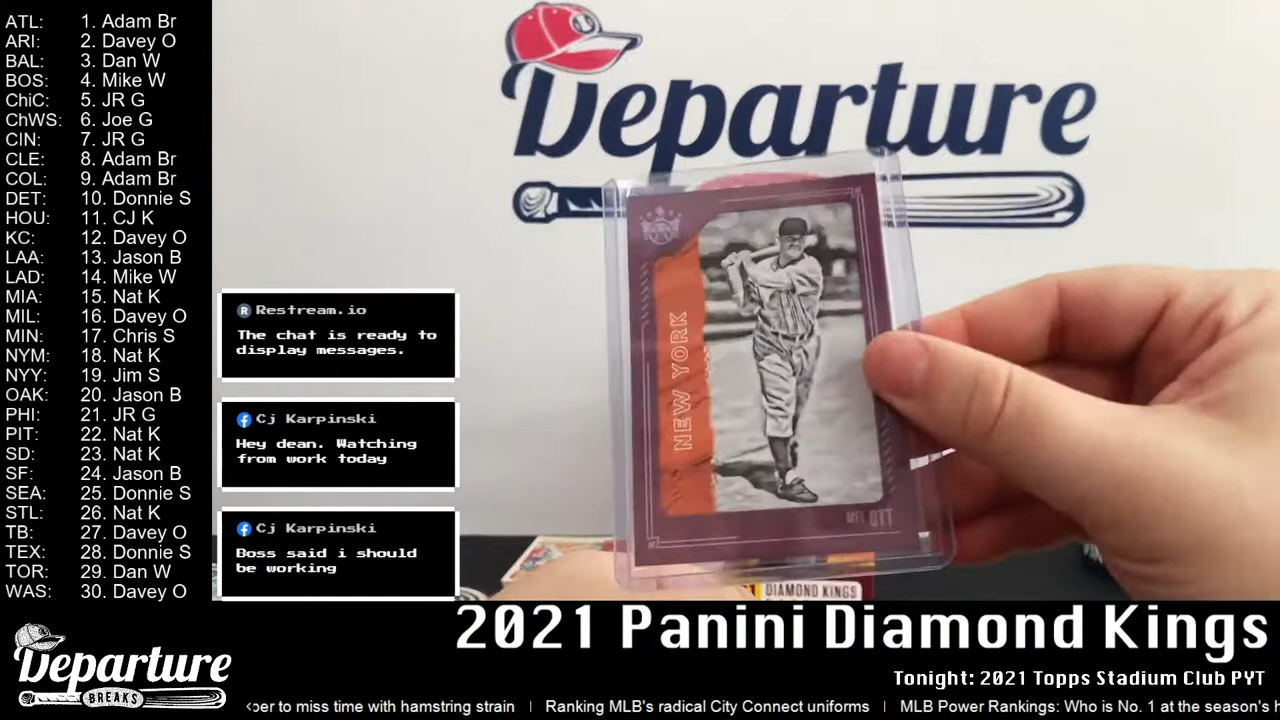 ATL: 1. Adam Br
ARI: 2. Davey O
BAL: 3. Dan W
BOS: 4. Mike W
ChiC: 5. JR G
ChWS: 6. Joe G
CIN: 7. JR G
CLE: 8. Adam Br
COL: 9. Adam Br
DET: 10. Donnie S
HOU: 11. CJ K
KC: 12. Davey O
LAA: 13. Jason B
LAD: 14. Mike W
MIA: 15. Nat K
MIL: 16. Davey O
MIN: 17. Chris S
NYM: 18. Nat K
NYY: 19. Jim S
OAK: 20. Jason B
PHI: 21. JR G
PIT: 22. Nat K
SD: 23. Nat K
SF: 24. Jason B
SEA: 25. Donnie S
STL: 26. Nat K
TB: 27. Davey O
TEX: 28. Donnie S
TOR: 29. Dan W
WAS: 30. Davey O
Departure
BREAKS
R Restream.io
The chat is ready to
display messages.
Cj Karpinski
Hey dean. Watching
from work today
Cj Karpinski
Boss said i should
be working
Departure
NEW YORK
MEL OTT
DIAMOND KINGS
2021 Panini Diamond Kings
Tonight: 2021 Topps Stadium Club PYT
per to miss time with hamstring strain | Ranking MLB's radical City Connect uniforms | MLB Power Rankings: Who is No. 1 at the season's h